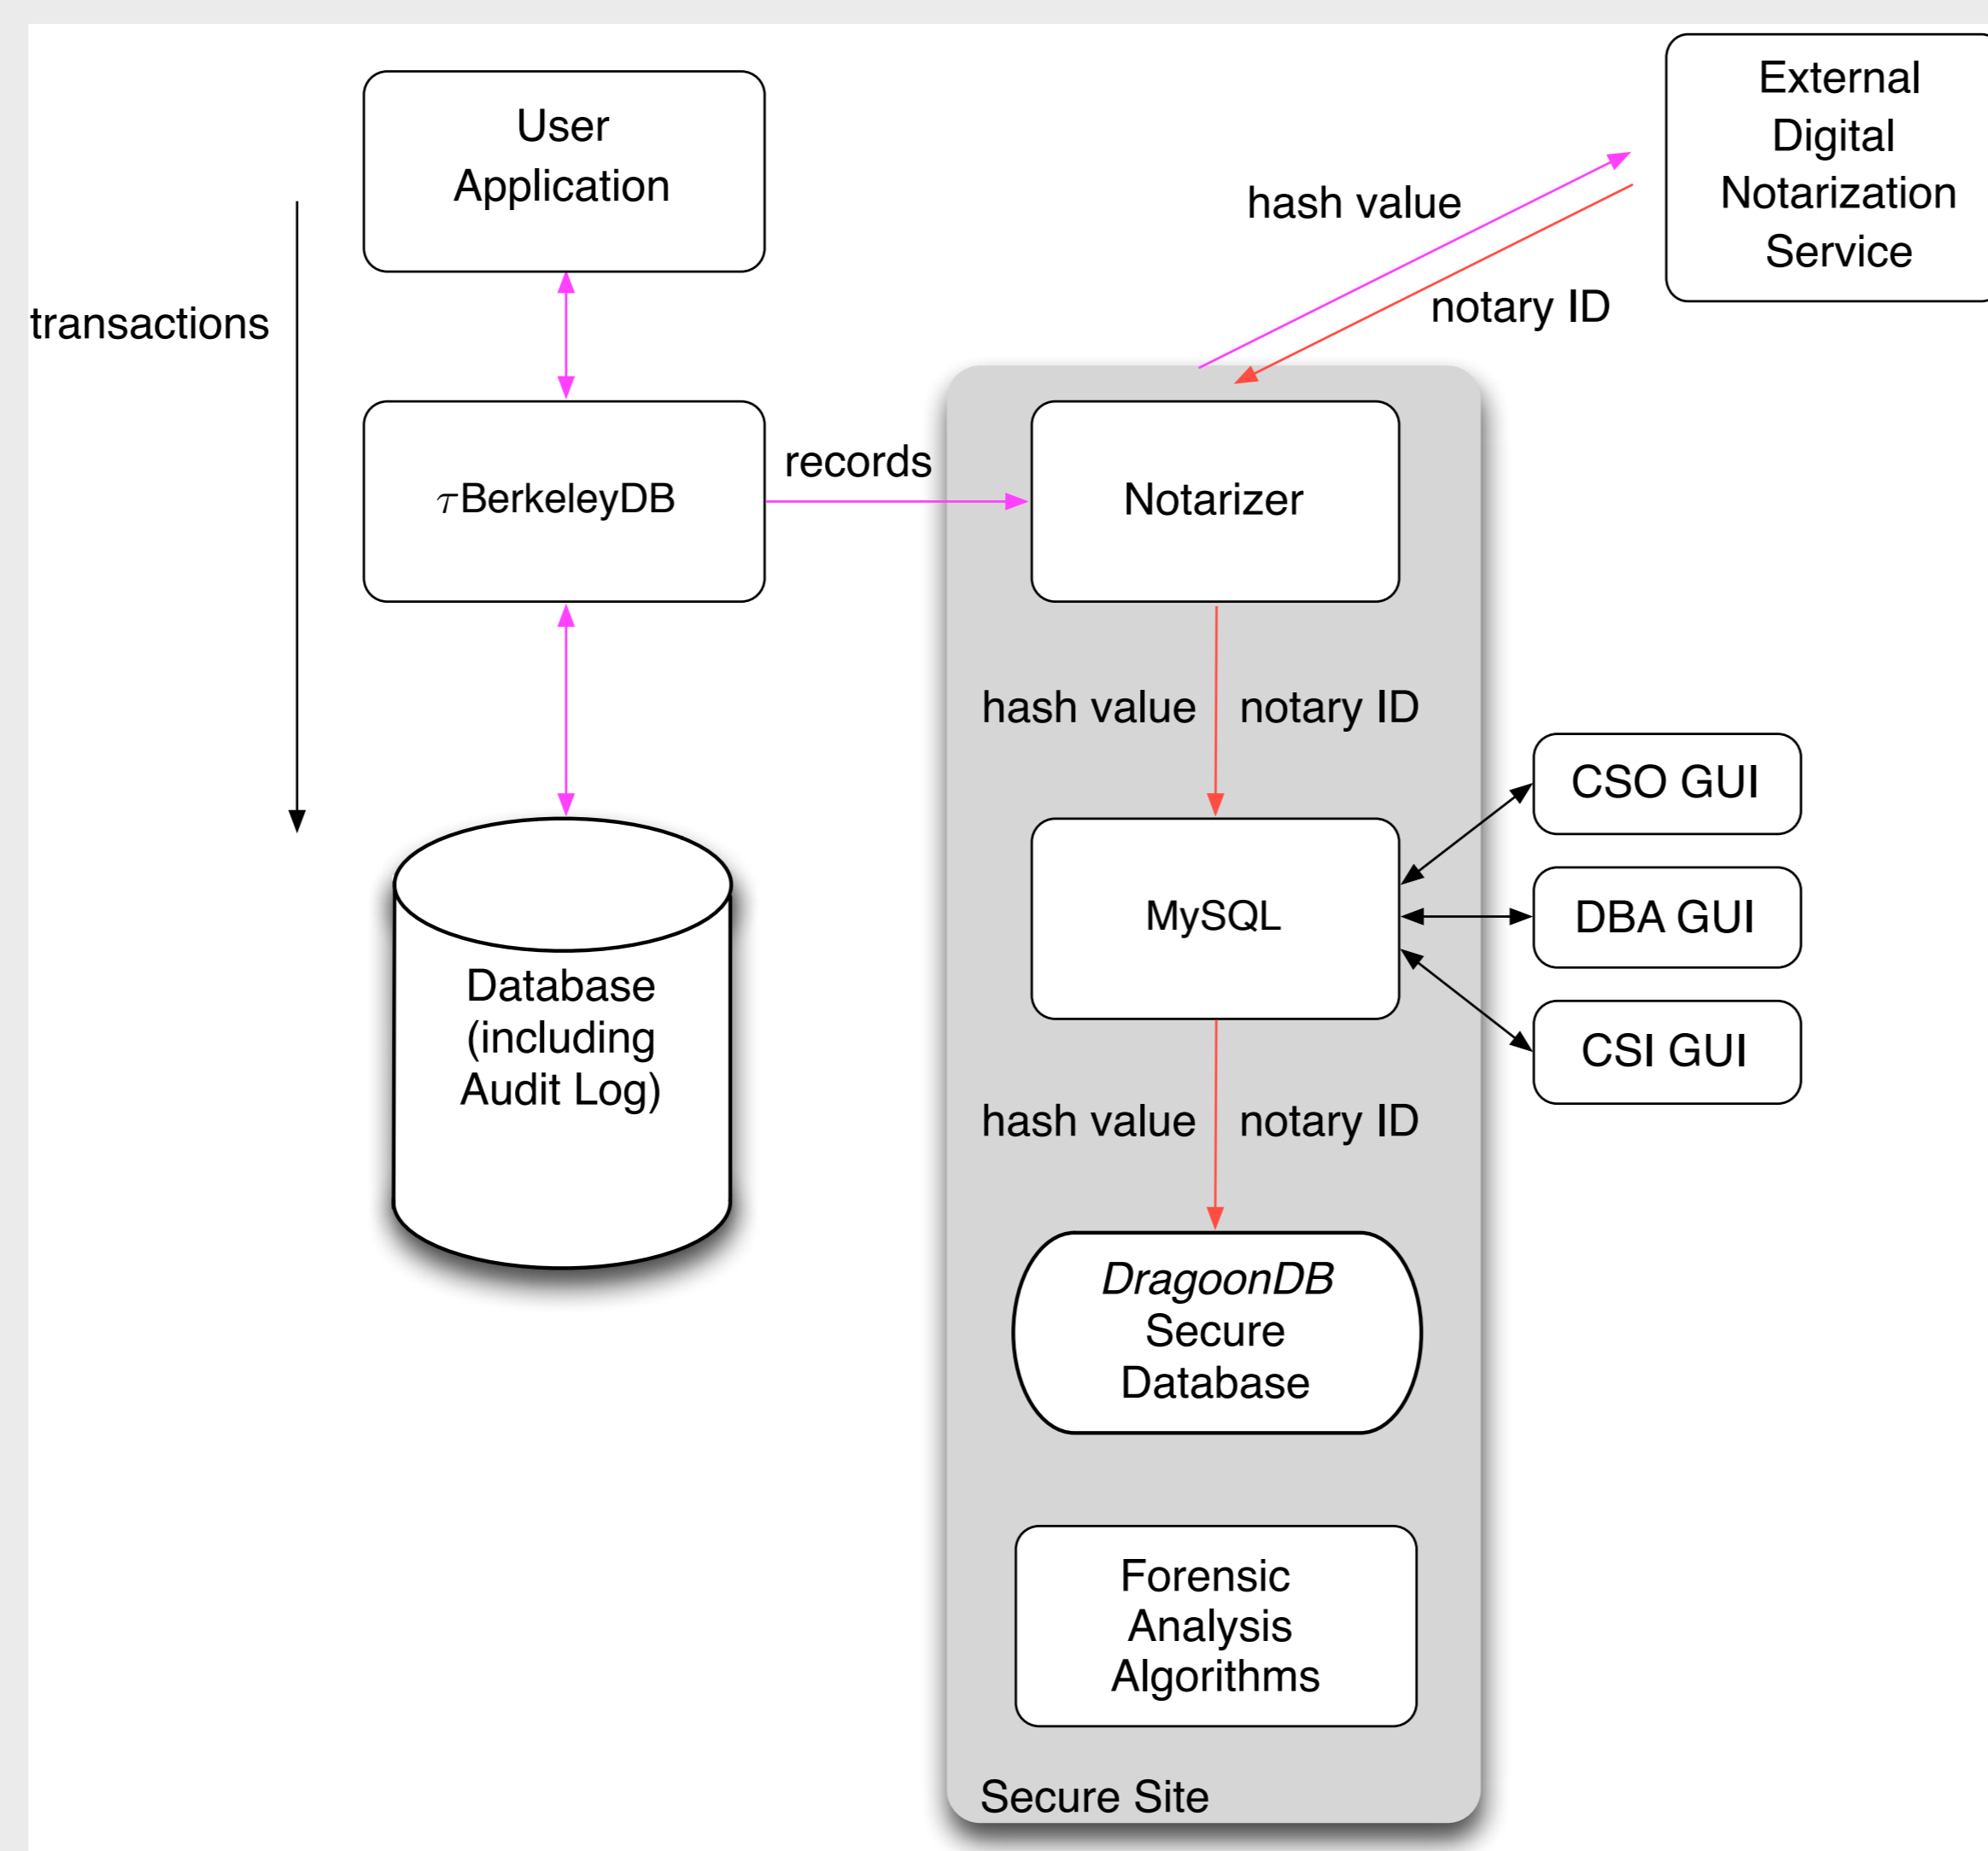 User
Application
External
Digital
Notarization
Service
hash value
notary ID
transactions
τBerkeleyDB
records
Notarizer
hash value
notary ID
CSO GUI
MySQL
DBA GUI
CSI GUI
Database
(including
Audit Log)
hash value
notary ID
DragoonDB
Secure
Database
Forensic
Analysis
Algorithms
Secure Site